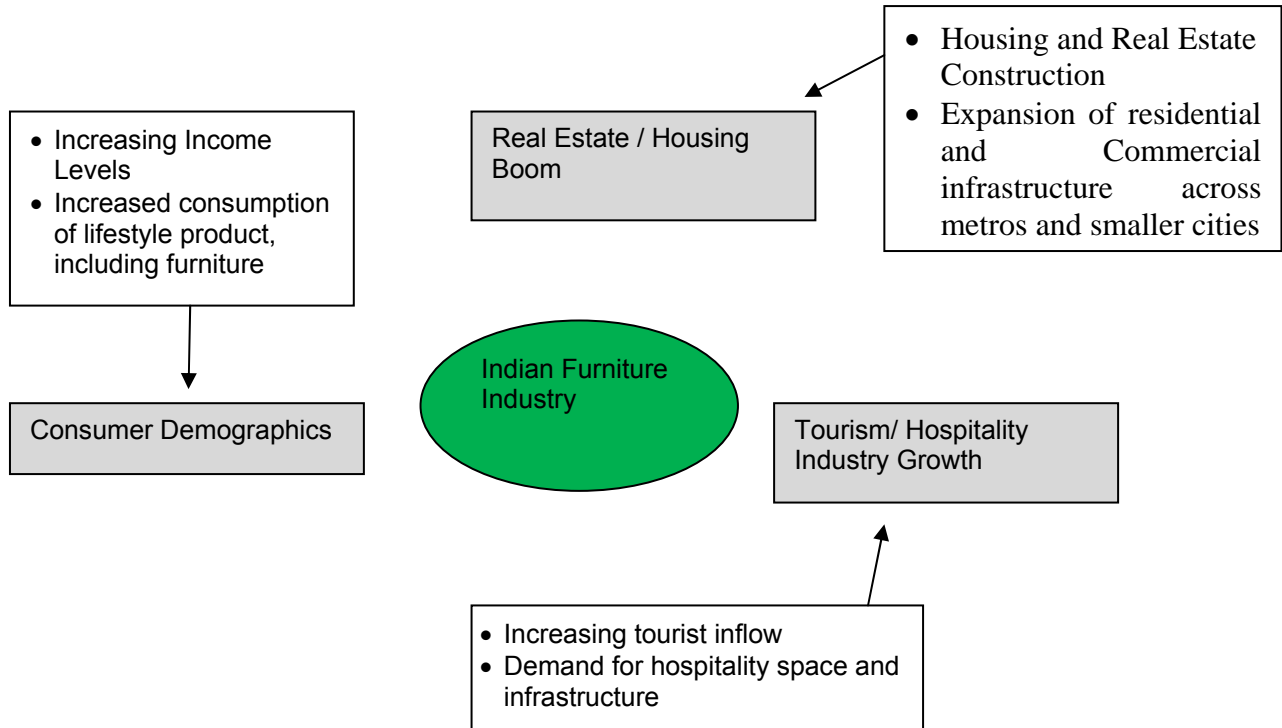 • Housing and Real Estate
Construction
• Expansion of residential
and Commercial
infrastructure across
metros and smaller cities
• Increasing Income
Levels
• Increased consumption
of lifestyle product,
including furniture
Real Estate / Housing
Boom
Indian Furniture
Industry
Consumer Demographics
Tourism/ Hospitality
Industry Growth
• Increasing tourist inflow
• Demand for hospitality space and
infrastructure